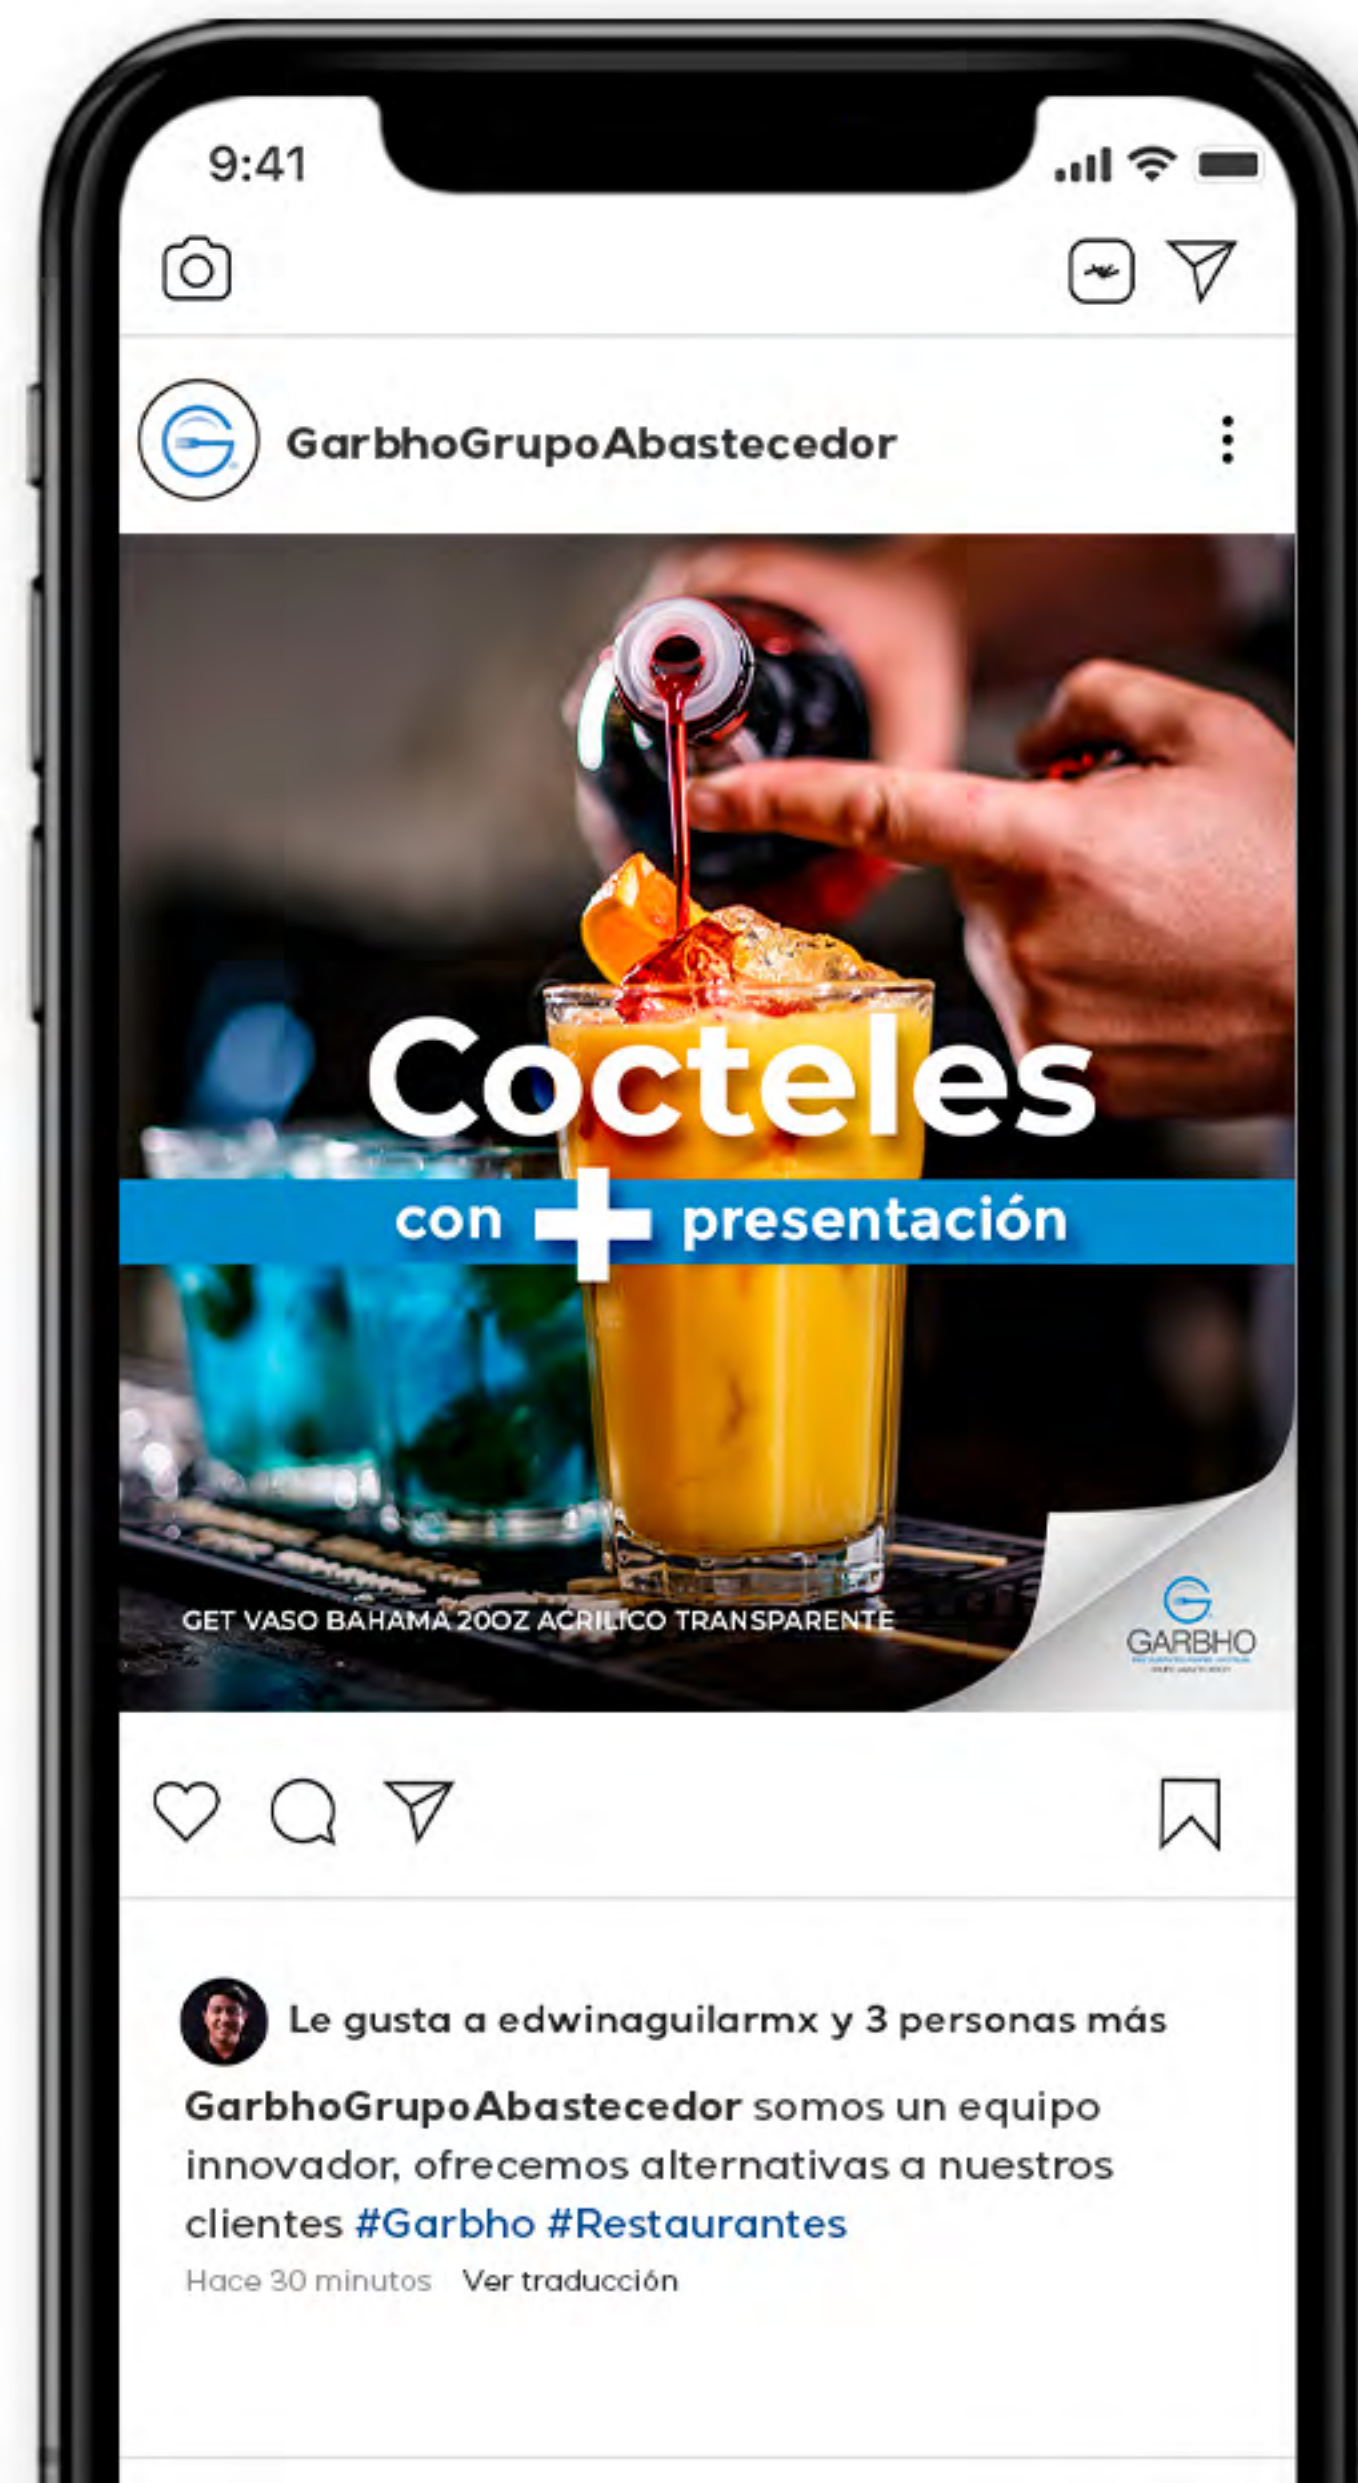 9:41
GarbhoGrupoAbastecedor
Cocteles
con + presentación
GET VASO BAHAMA 20OZ ACRILICO TRANSPARENTE
GARBHO
Le gusta a edwinaguilarmx y 3 personas más
GarbhoGrupoAbastecedor somos un equipo
innovador, ofrecemos alternativas a nuestros
clientes #Garbho #Restaurantes
Hace 30 minutos Ver traducción